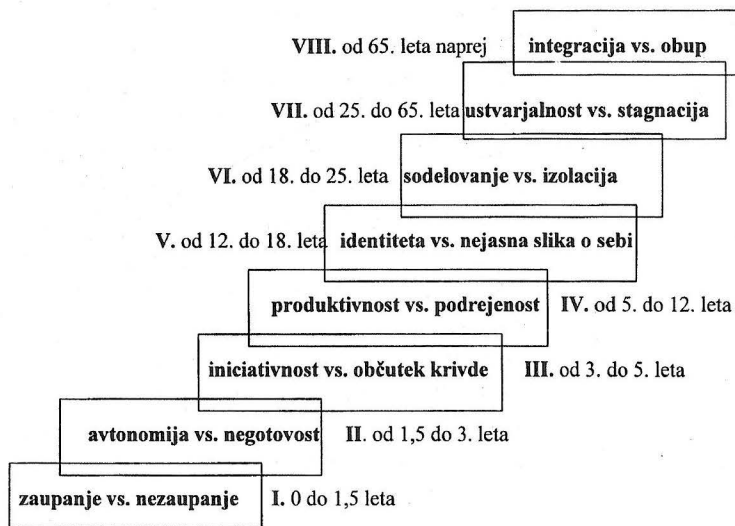 VIII. od 65. leta naprej integracija vs. obup
VII. od 25. do 65. leta ustvarjalnost vs. stagnacija
VI. od 18. do 25. leta sodelovanje vs. izolacija
V. od 12. do 18. leta identiteta vs. nejasna slika o sebi
produktivnost vs. podrejenost IV. od 5. do 12. leta
iniciativnost vs. občutek krivde III. od 3. do 5. leta
avtonomija vs. negotovost II. od 1,5 do 3. leta
zaupanje vs. nezaupanje I. 0 do 1,5 leta